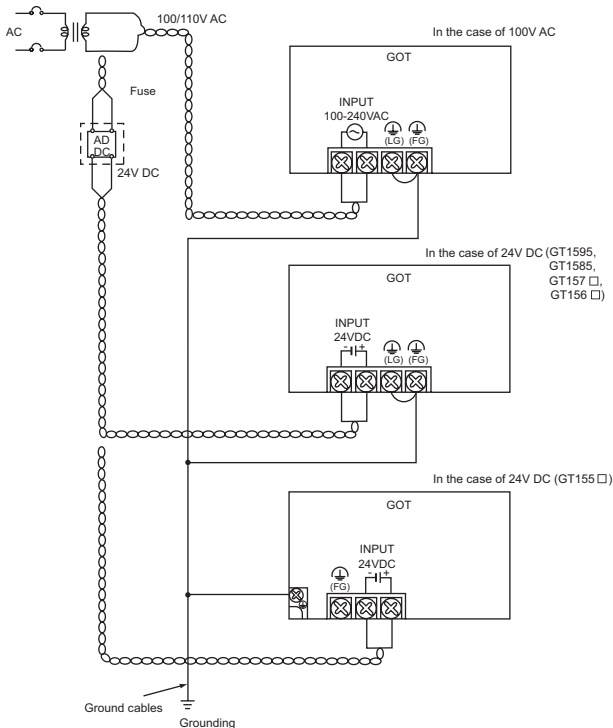 AC
100/110V AC
Fuse
AD
DC
24V DC
In the case of 100V AC
GOT
INPUT
100-240VAC
(LG) (FG)
In the case of 24V DC (GT1595,
GT1585,
GT157 □,
GT156 □)
GOT
INPUT
24VDC
- +
(LG) (FG)
In the case of 24V DC (GT155 □)
GOT
INPUT
24VDC
- +
(FG)
Ground cables
Grounding